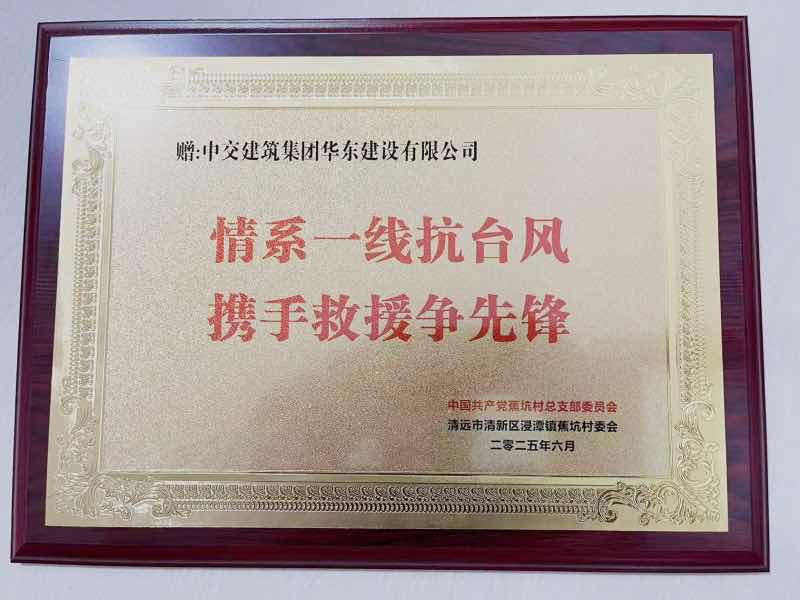 赠:中交建筑集团华东建设有限公司
情系一线抗台风
携手救援争先锋
中国共产党蕉坑村总支部委员会
清远市清新区浸潭镇蕉坑村委会
二零二五年六月